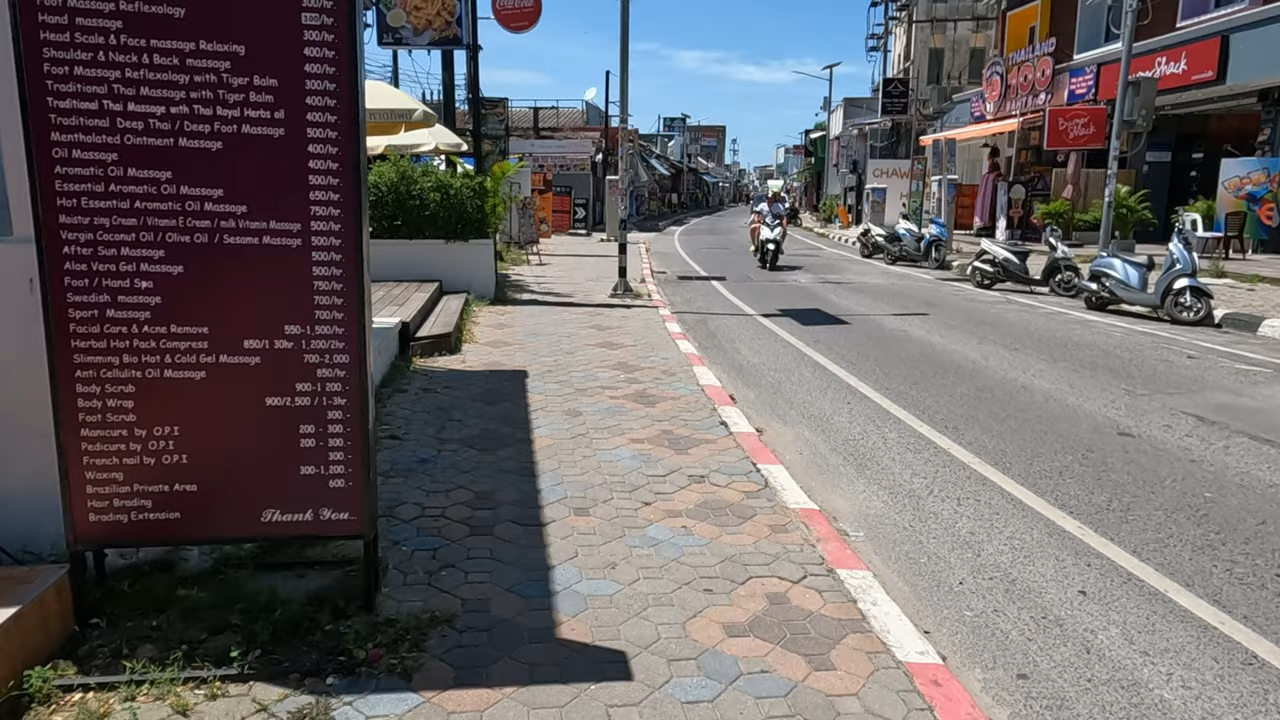 Foot Massage Reflexology 300/hr.
Hand massage 300/hr.
Head Scale & Face massage Relaxing 300/hr.
Shoulder & Neck & Back massage 400/hr.
Foot Massage Reflexology with Tiger Balm 400/hr.
Traditional Thai Massage with Tiger Balm 300/hr.
Traditional Thai Massage with Thai Royal Herbs oil 400/hr.
Traditional Deep Thai / Deep Foot Massage 500/hr.
Mentholated Ointment Massage 400/hr.
Oil Massage 400/hr.
Aromatic Oil Massage 500/hr.
Essential Aromatic Oil Massage 650/hr.
Hot Essential Aromatic Oil Massage 750/hr.
Moistur zing Cream / Vitamin E Cream / milk Vitamin Massage 500/hr.
Vergin Coconut Oil / Olive Oil / Sesame Massage 500/hr.
After Sun Massage 500/hr.
Aloe Vera Gel Massage 500/hr.
Foot / Hand Spa 750/hr.
Swedish massage 700/hr.
Sport Massage 700/hr.
Facial Care & Acne Remove 550-1,500/hr.
Herbal Hot Pack Compress 850/1 30hr. 1,200/2hr.
Slimming Bio Hot & Cold Gel Massage 700-2,000
Anti Cellulite Oil Massage 850/hr.
Body Scrub 900-1 200.-
Body Wrap 900/2,500 / 1-3hr.
Foot Scrub 300.-
Manicure by O.P.I 200 - 300.-
Pedicure by O.P.I 200 - 300.-
French nail by O.P.I 300.-
Waxing 300-1,200.-
Brazilian Private Area 600.-
Hair Brading
Brading Extension
Thank You..
Coca-Cola
THAILAND
100
Burger Shack
CHAW